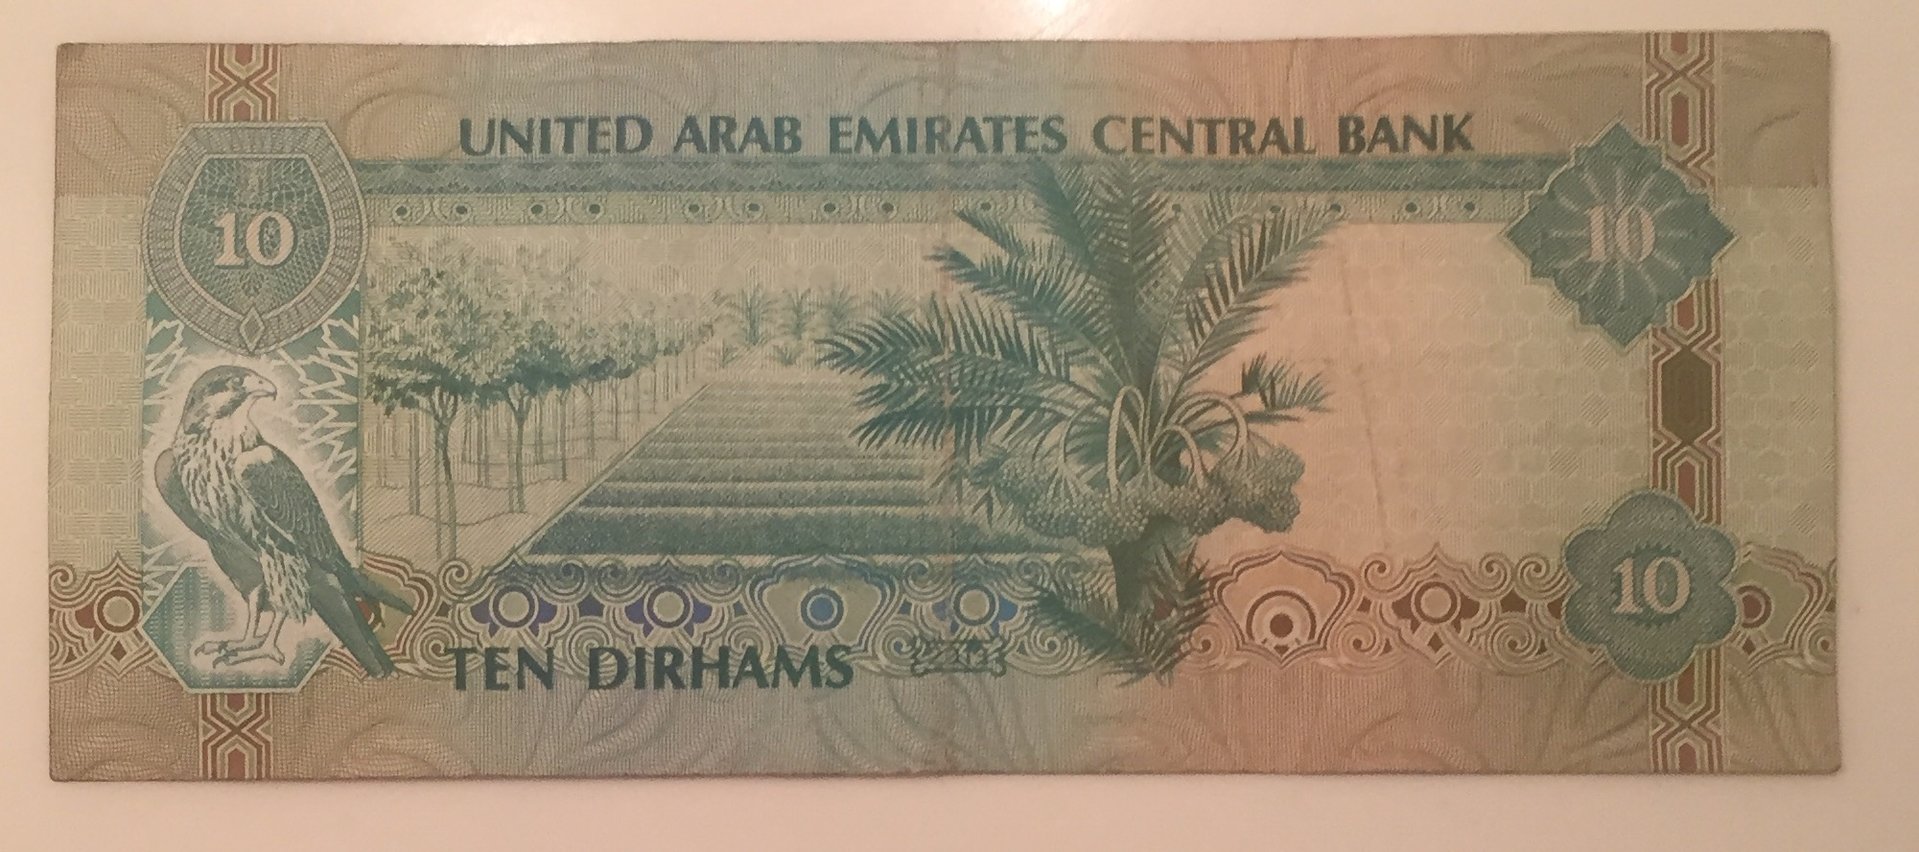 UNITED ARAB EMIRATES CENTRAL BANK
10
10
10
TEN DIRHAMS